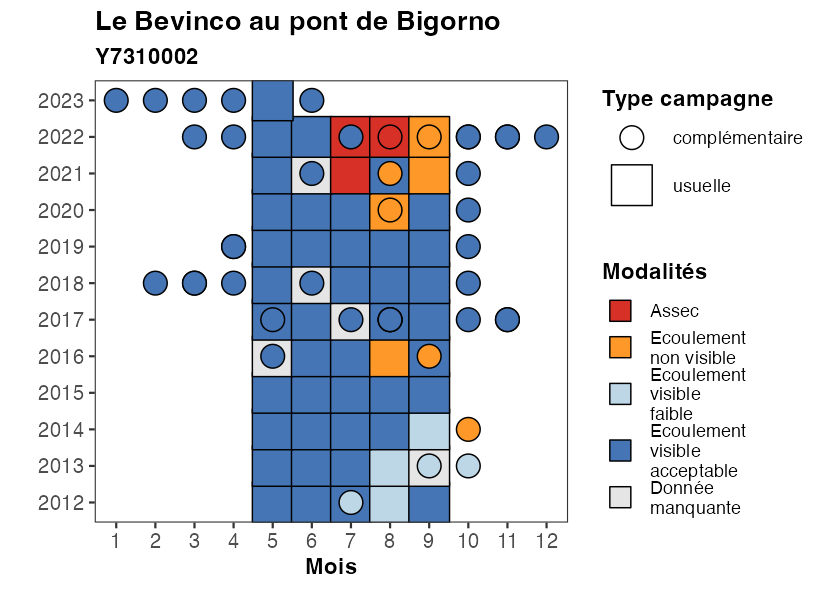 Le Bevinco au pont de Bigorno
Y7310002
2023
2022
2021
2020
2019
2018
2017
2016
2015
2014
2013
2012
1 2 3 4 5 6 7 8 9 10 11 12
Mois
Type campagne
complémentaire
usuelle
Modalités
Assec
Ecoulement
non visible
Ecoulement
visible
faible
Ecoulement
visible
acceptable
Donnée
manquante